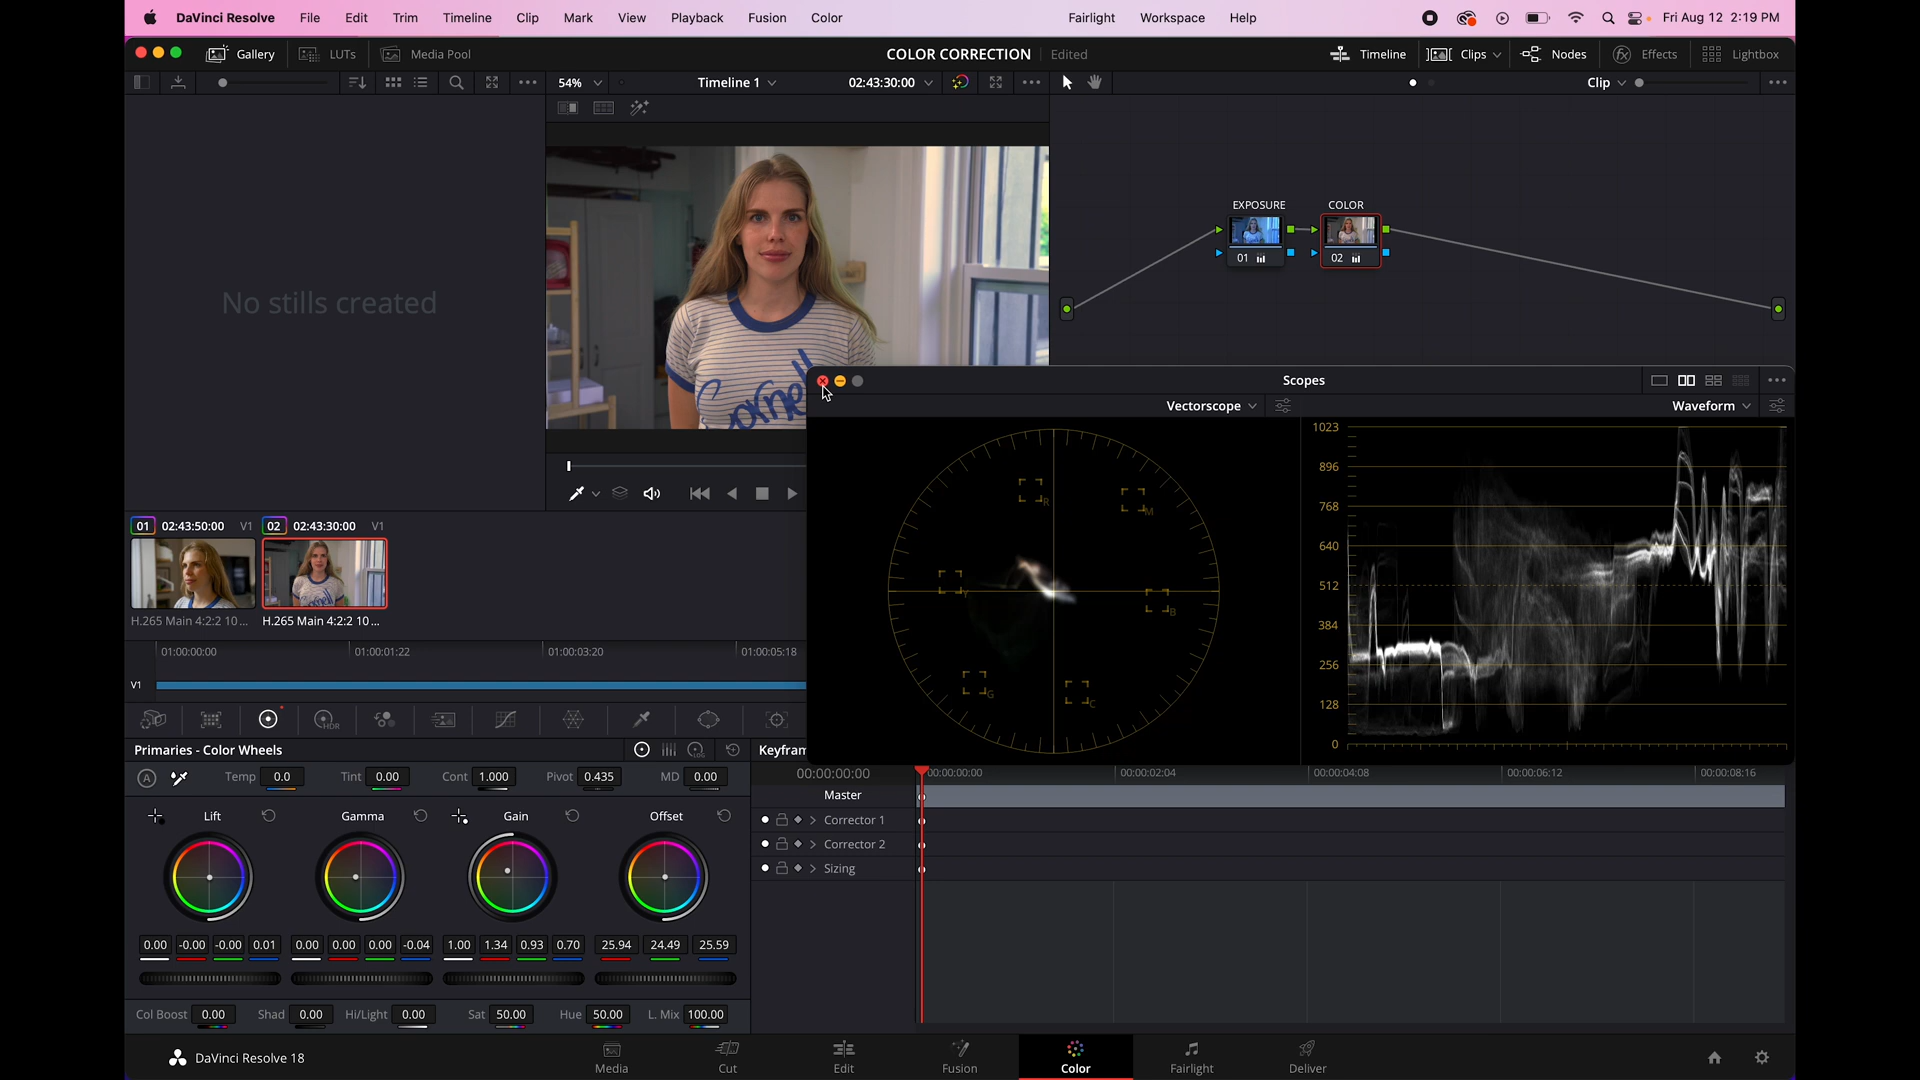 DaVinci Resolve File Edit Trim Timeline Clip Mark View Playback Fusion Color Fairlight Workspace Help Fri Aug 12 2:19 PM
Gallery LUTs Media Pool COLOR CORRECTION Edited Timeline Clips Nodes Effects Lightbox
54% Timeline 1 02:43:30:00 Clip
No stills created
EXPOSURE COLOR
01 02
Cornell
Scopes
Vectorscope Waveform
R M Y B G C
1023
896
768
640
512
384
256
128
0
01 02:43:50:00 V1 02 02:43:30:00 V1
H.265 Main 4:2:2 10... H.265 Main 4:2:2 10...
01:00:00:00 01:00:01:22 01:00:03:20 01:00:05:18
V1
HDR
Primaries - Color Wheels Keyfram
A Temp 0.0 Tint 0.00 Cont 1.000 Pivot 0.435 MD 0.00
00:00:00:00 00:00:00:00 00:00:02:04 00:00:04:08 00:00:06:12 00:00:08:16
Master
Corrector 1
Corrector 2
Sizing
Lift Gamma Gain Offset
0.00 -0.00 -0.00 0.01 0.00 0.00 0.00 -0.04 1.00 1.34 0.93 0.70 25.94 24.49 25.59
Col Boost 0.00 Shad 0.00 Hi/Light 0.00 Sat 50.00 Hue 50.00 L. Mix 100.00
DaVinci Resolve 18 Media Cut Edit Fusion Color Fairlight Deliver